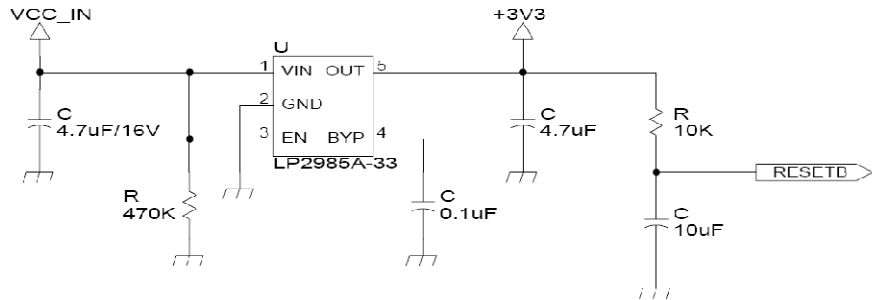 VCC_IN
+3V3
U
1 VIN OUT 5
2 GND
3 EN BYP 4
LP2985A-33
C
4.7uF/16V
R
470K
C
0.1uF
C
4.7uF
R
10K
RESETB
C
10uF